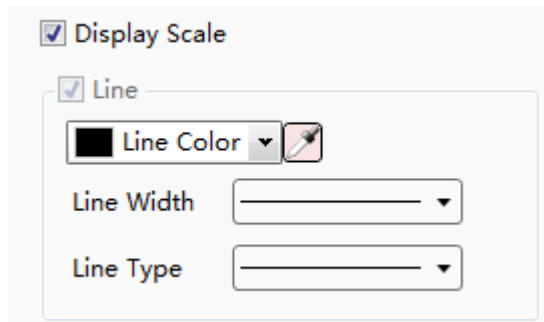 Display Scale
Line
Line Color
Line Width
Line Type